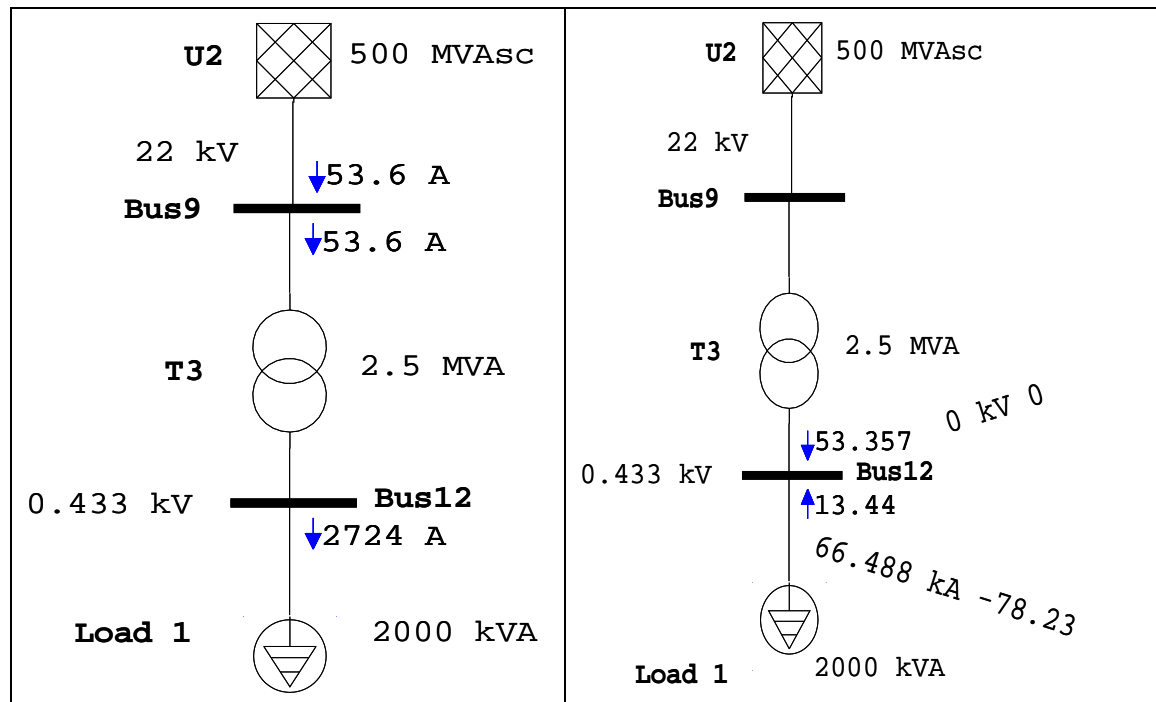 U2 500 MVAsc
22 kV
53.6 A
Bus9
53.6 A
T3 2.5 MVA
0.433 kV
Bus12
2724 A
Load 1 2000 kVA
U2 500 MVAsc
22 kV
Bus9
T3 2.5 MVA
0 kV 0
53.357
0.433 kV
Bus12
13.44
66.488 kA -78.23
Load 1 2000 kVA